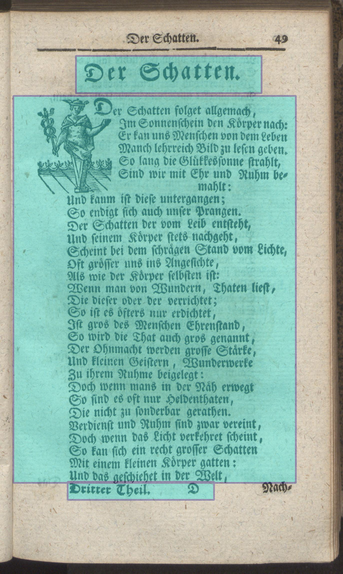 Der Schatten. 49
Der Schatten.
Der Schatten folget allgemach,
Im Sonnenschein den Körper nach:
Er kan uns Menschen von dem Leben
Manch lehrreich Bild zu lesen geben.
So lang die Glükkssonne strahlt,
Sind wir mit Ehr und Ruhm be-
mahlt:
Und kaum ist diese untergangen;
So endigt sich auch unser Prangen.
Der Schatten der vom Leib entsteht,
Und seinem Körper stets nachgeht,
Scheint bei dem schrägen Stand vom Lichte,
Oft grösser uns ins Angesichte,
Als wie der Körper selbsten ist:
Wenn man von Wundern, Thaten liest,
Die dieser oder der verrichtet;
So ist es öfters nur erdichtet,
Ist gros des Menschen Ehrenstand,
So wird die That auch gros genannt,
Der Ohnmacht werden grosse Stärke,
Und kleinen Geistern, Wunderwerke
Zu ihrem Ruhme beigelegt:
Doch wenn mans in der Näh erwegt
So sind es oft nur Heldenthaten,
Die nicht zu sonderbar gerathen.
Verdienst und Ruhm sind zwar vereint,
Doch wenn das Licht verkehret scheint,
So kan sich ein recht grosser Schatten
Mit einem kleinen Körper gatten:
Und das geschiehet in der Welt,
Dritter Theil. D Nach-